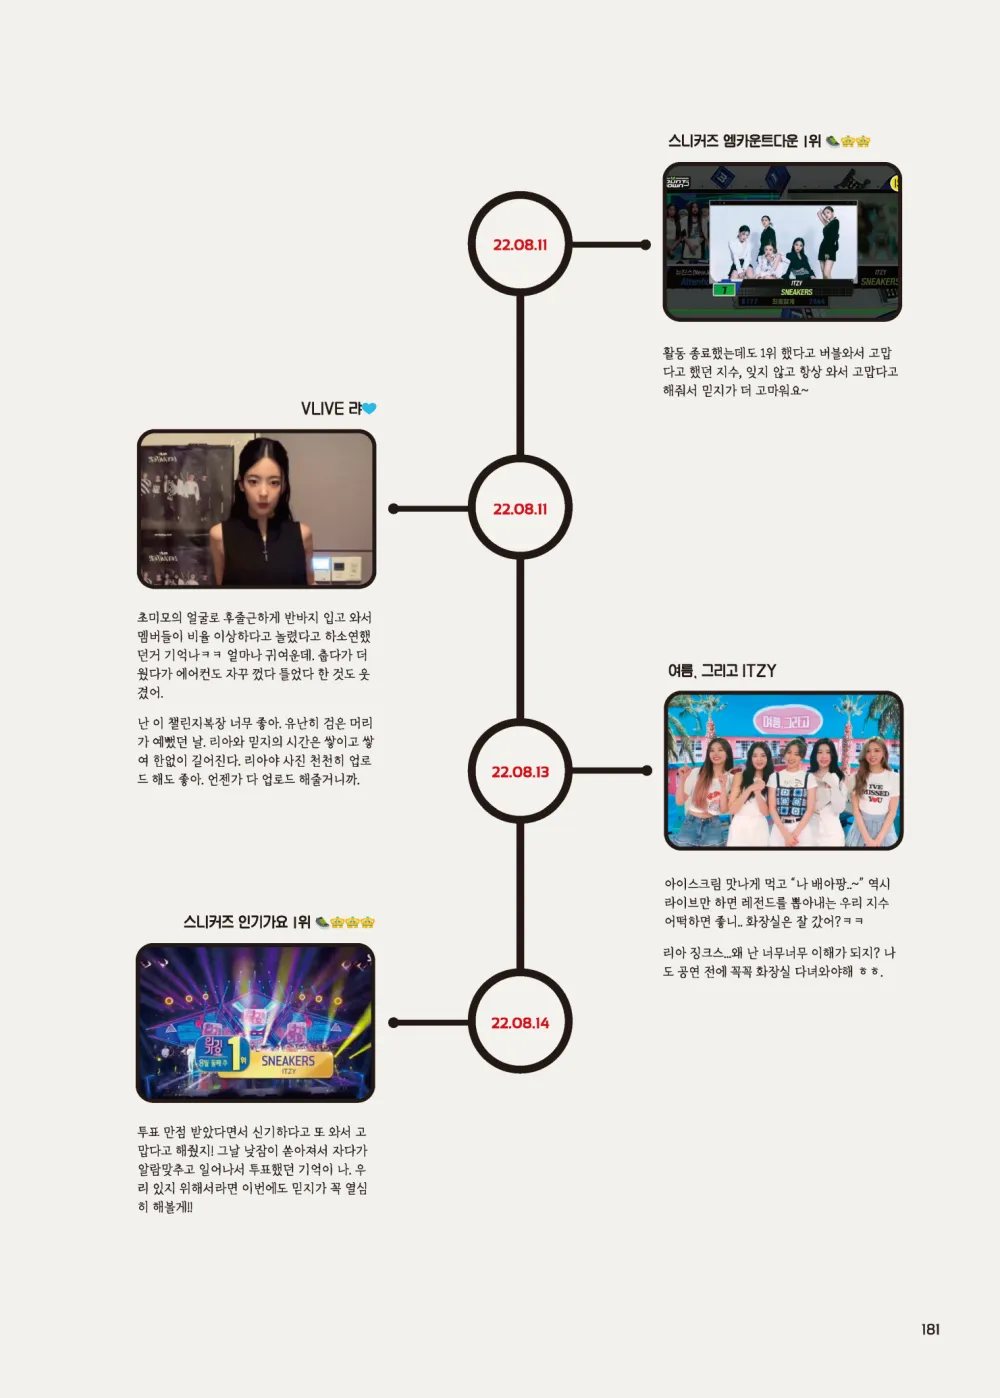 스니커즈 엠카운트다운 1위
22.08.11
ITZY
SNEAKERS
ITZY
SNEAKERS
활동 종료했는데도 1위 했다고 버블와서 고맙
다고 했던 지수, 잊지 않고 항상 와서 고맙다고
해줘서 믿지가 더 고마워요~
VLIVE 랴
22.08.11
초미모의 얼굴로 후줄근하게 반바지 입고 와서
멤버들이 비율 이상하다고 놀렸다고 하소연했
던거 기억나ㅋㅋ 얼마나 귀여운데. 춥다가 더
웠다가 에어컨도 자꾸 껐다 틀었다 한 것도 웃
겼어.
난 이 챌린지복장 너무 좋아. 유난히 검은 머리
가 예뻤던 날. 리아와 믿지의 시간은 쌓이고 쌓
여 한없이 길어진다. 리아야 사진 천천히 업로
드 해도 좋아. 언젠가 다 업로드 해줄거니까.
여름, 그리고 ITZY
22.08.13
여름 그리고
I'VE
MISSED
YOU
아이스크림 맛나게 먹고 “나 배아팡..~” 역시
라이브만 하면 레전드를 뽑아내는 우리 지수
어떡하면 좋니.. 화장실은 잘 갔어?ㅋㅋ
리아 징크스...왜 난 너무너무 이해가 되지? 나
도 공연 전에 꼭꼭 화장실 다녀와야해 ㅎㅎ.
스니커즈 인기가요 1위
22.08.14
1위
SNEAKERS
ITZY
투표 만점 받았다면서 신기하다고 또 와서 고
맙다고 해줬지! 그날 낮잠이 쏟아져서 자다가
알람맞추고 일어나서 투표했던 기억이 나. 우
리 있지 위해서라면 이번에도 믿지가 꼭 열심
히 해볼게!!
181